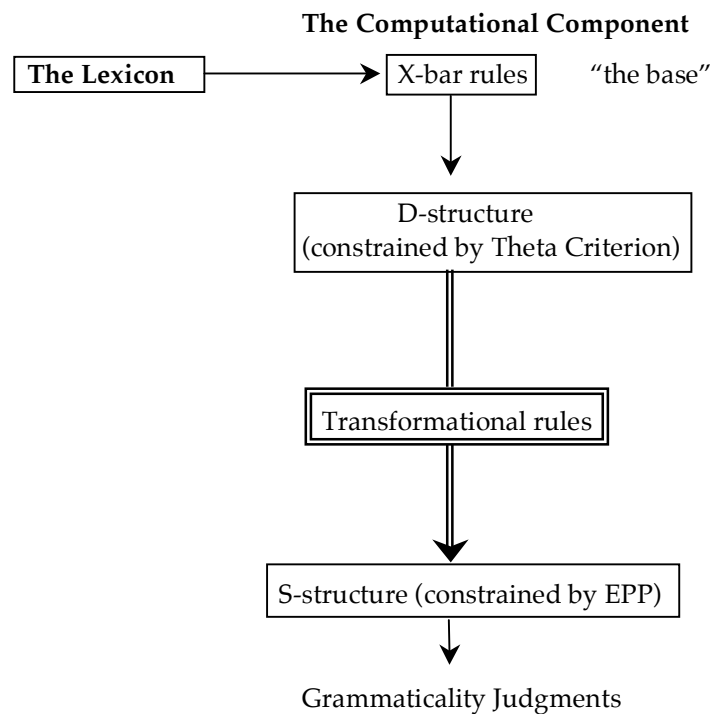 The Computational Component
The Lexicon
X-bar rules
“the base”
D-structure
(constrained by Theta Criterion)
Transformational rules
S-structure (constrained by EPP)
Grammaticality Judgments